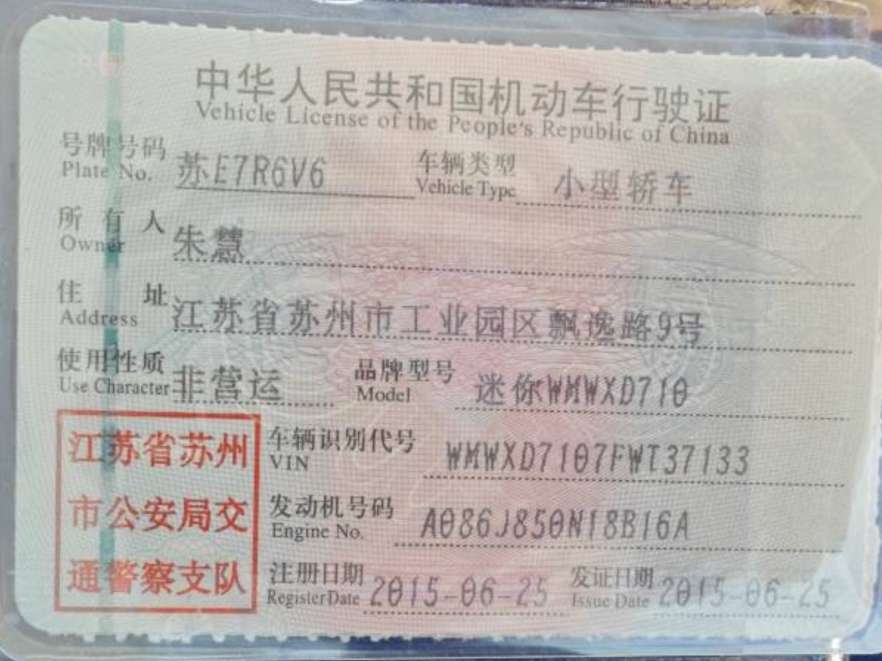 中华人民共和国机动车行驶证
Vehicle License of the People's Republic of China
号牌号码 苏E7R6V6 车辆类型 小型轿车
Plate No. Vehicle Type
所有人 朱慧
Owner
住址 江苏省苏州市工业园区飘逸路9号
Address
使用性质 非营运 品牌型号 迷你WMWXD710
Use Character Model
江苏省苏州
市公安局交
通警察支队
车辆识别代号 WMWXD7107FWT37133
VIN
发动机号码 A086J850N18B16A
Engine No.
注册日期 2015-06-25 发证日期 2015-06-25
Register Date Issue Date